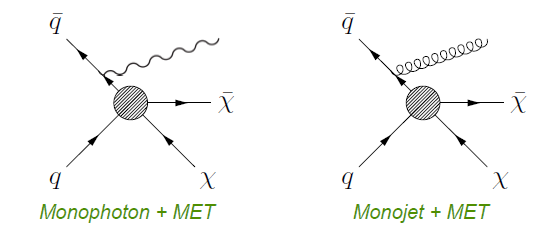 q̄ q̄
χ̄ χ̄
q χ q χ
Monophoton + MET Monojet + MET